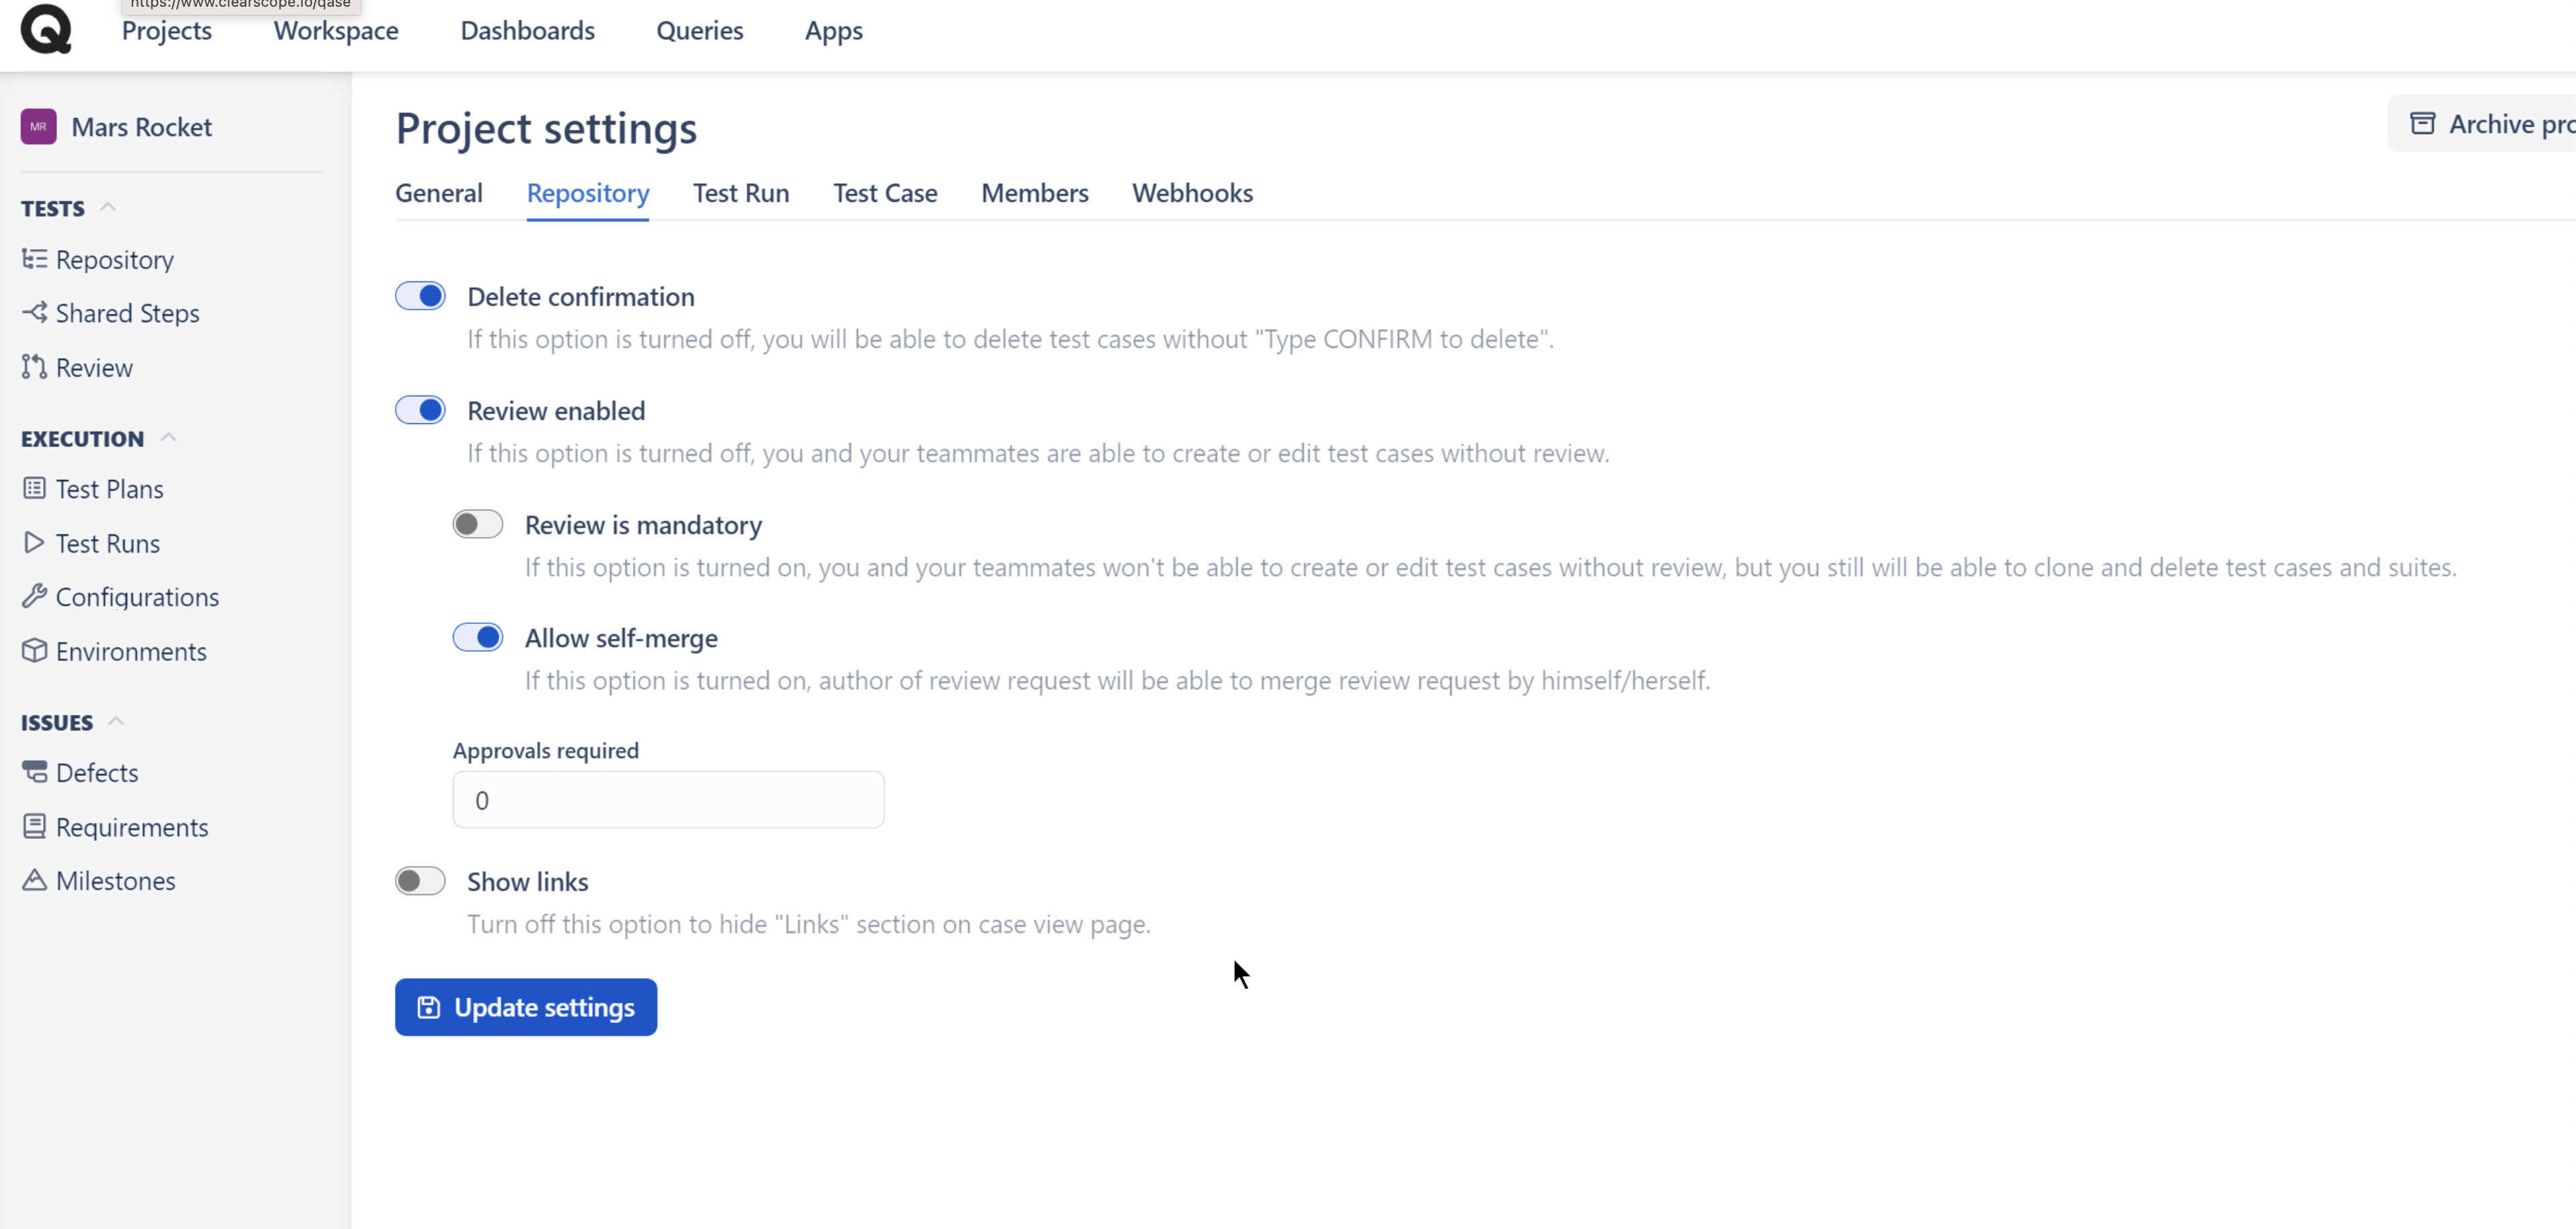 https://www.clearscope.io/qase
Projects Workspace Dashboards Queries Apps
MR Mars Rocket
TESTS
Repository
Shared Steps
Review
EXECUTION
Test Plans
Test Runs
Configurations
Environments
ISSUES
Defects
Requirements
Milestones
Project settings
Archive pro
General Repository Test Run Test Case Members Webhooks
Delete confirmation
If this option is turned off, you will be able to delete test cases without "Type CONFIRM to delete".
Review enabled
If this option is turned off, you and your teammates are able to create or edit test cases without review.
Review is mandatory
If this option is turned on, you and your teammates won't be able to create or edit test cases without review, but you still will be able to clone and delete test cases and suites.
Allow self-merge
If this option is turned on, author of review request will be able to merge review request by himself/herself.
Approvals required
0
Show links
Turn off this option to hide "Links" section on case view page.
Update settings